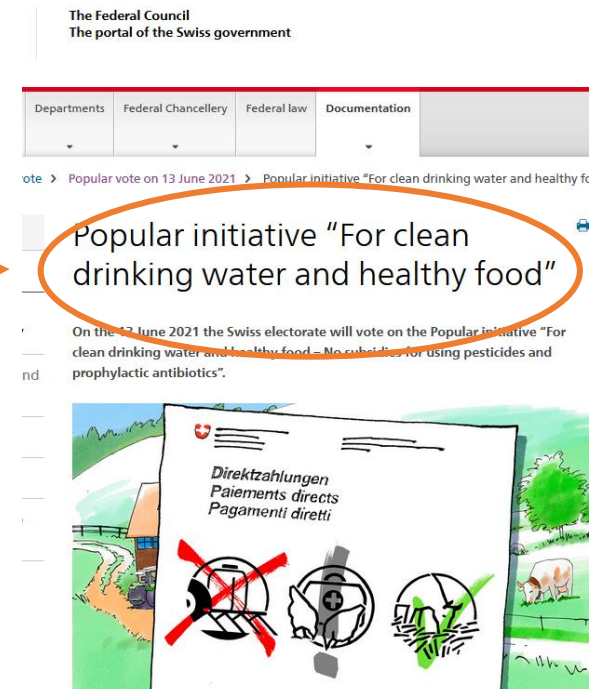 The Federal Council
The portal of the Swiss government
Departments Federal Chancellery Federal law Documentation
ote > Popular vote on 13 June 2021 > Popular initiative “For clean drinking water and healthy fo
Popular initiative “For clean
drinking water and healthy food”
On the 13 June 2021 the Swiss electorate will vote on the Popular initiative “For
clean drinking water and healthy food – No subsidies for using pesticides and
nd
prophylactic antibiotics”.
Direktzahlungen
Paiements directs
Pagamenti diretti